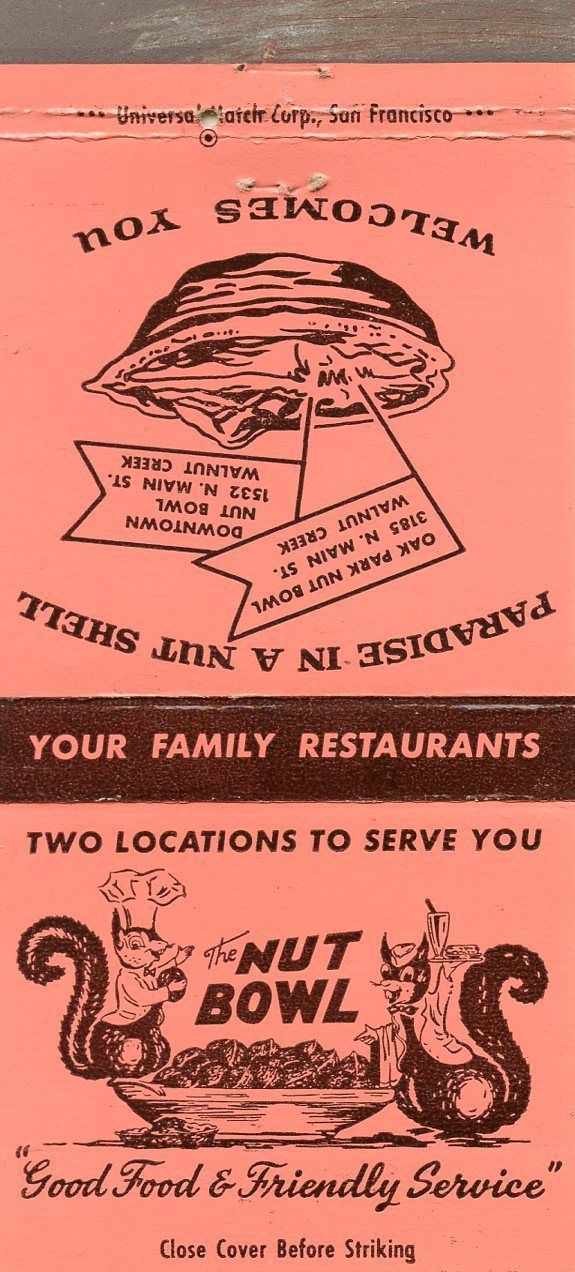 ••• Universal Match Corp., San Francisco •••
PARADISE IN A NUT SHELL
OAK PARK NUT BOWL
3185 N. MAIN ST.
WALNUT CREEK
DOWNTOWN
NUT BOWL
1532 N. MAIN ST.
WALNUT CREEK
WELCOMES YOU
YOUR FAMILY RESTAURANTS
TWO LOCATIONS TO SERVE YOU
The NUT
BOWL
"Good Food & Friendly Service"
Close Cover Before Striking